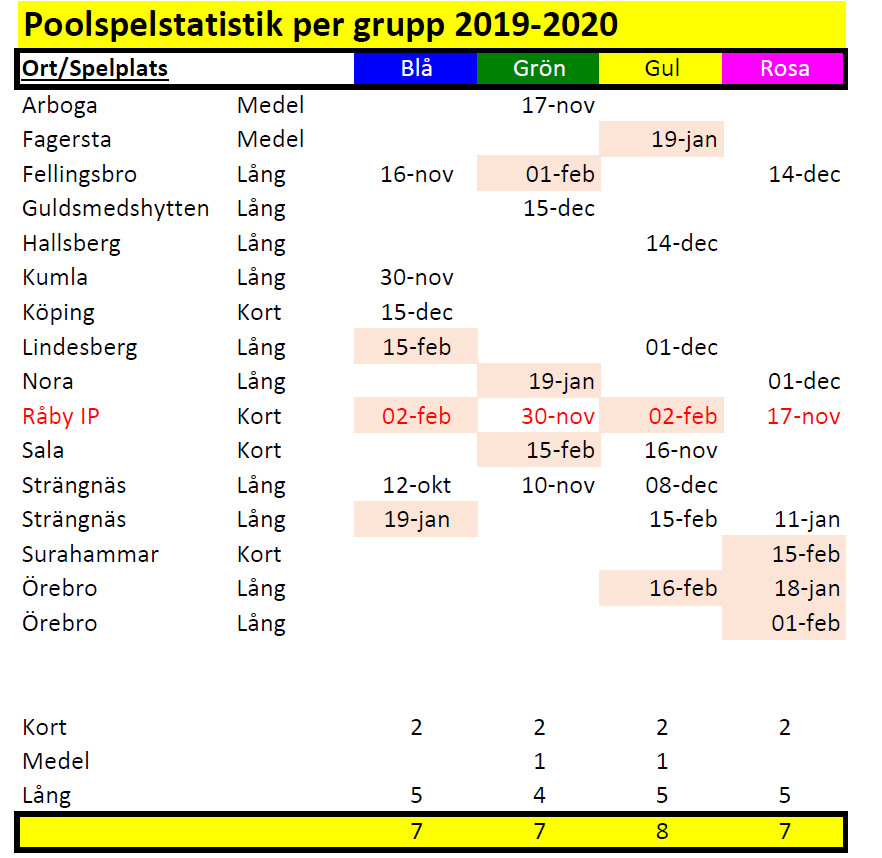 Poolspelstatistik per grupp 2019-2020
Ort/Spelplats Blå Grön Gul Rosa
Arboga Medel 17-nov
Fagersta Medel 19-jan
Fellingsbro Lång 16-nov 01-feb 14-dec
Guldsmedshytten Lång 15-dec
Hallsberg Lång 14-dec
Kumla Lång 30-nov
Köping Kort 15-dec
Lindesberg Lång 15-feb 01-dec
Nora Lång 19-jan 01-dec
Råby IP Kort 02-feb 30-nov 02-feb 17-nov
Sala Kort 15-feb 16-nov
Strängnäs Lång 12-okt 10-nov 08-dec
Strängnäs Lång 19-jan 15-feb 11-jan
Surahammar Kort 15-feb
Örebro Lång 16-feb 18-jan
Örebro Lång 01-feb
Kort 2 2 2 2
Medel 1 1
Lång 5 4 5 5
7 7 8 7